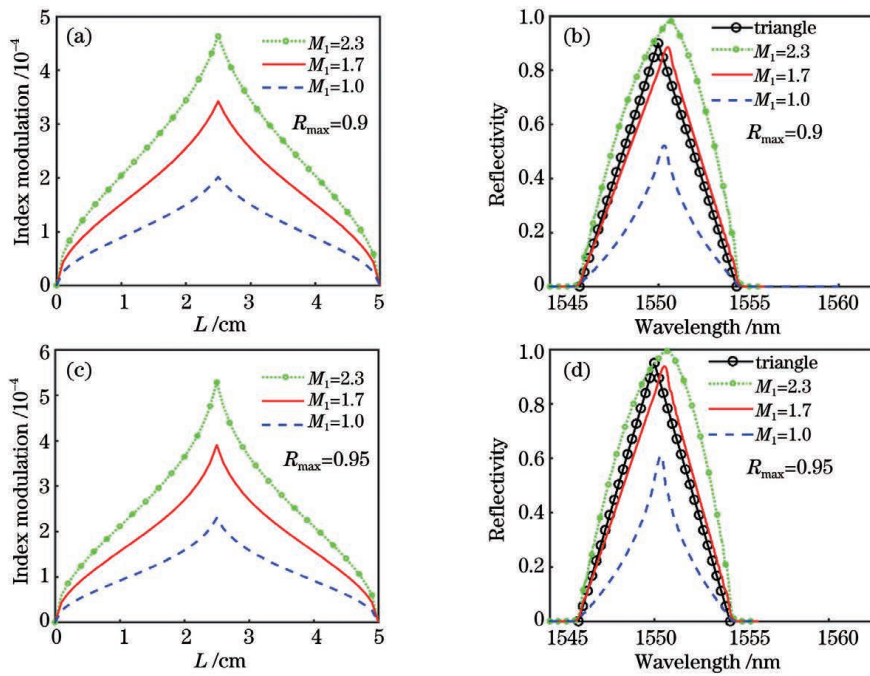 (a)
Index modulation /10⁻⁴
5
4
3
2
1
0
M₁=2.3
M₁=1.7
M₁=1.0
Rmax=0.9
0 1 2 3 4 5
L /cm
(b)
Reflectivity
1.0
0.8
0.6
0.4
0.2
0.0
triangle
M₁=2.3
M₁=1.7
M₁=1.0
Rmax=0.9
1545 1550 1555 1560
Wavelength /nm
(c)
Index modulation /10⁻⁴
6
5
4
3
2
1
0
M₁=2.3
M₁=1.7
M₁=1.0
Rmax=0.95
0 1 2 3 4 5
L /cm
(d)
Reflectivity
1.0
0.8
0.6
0.4
0.2
0.0
triangle
M₁=2.3
M₁=1.7
M₁=1.0
Rmax=0.95
1545 1550 1555 1560
Wavelength /nm